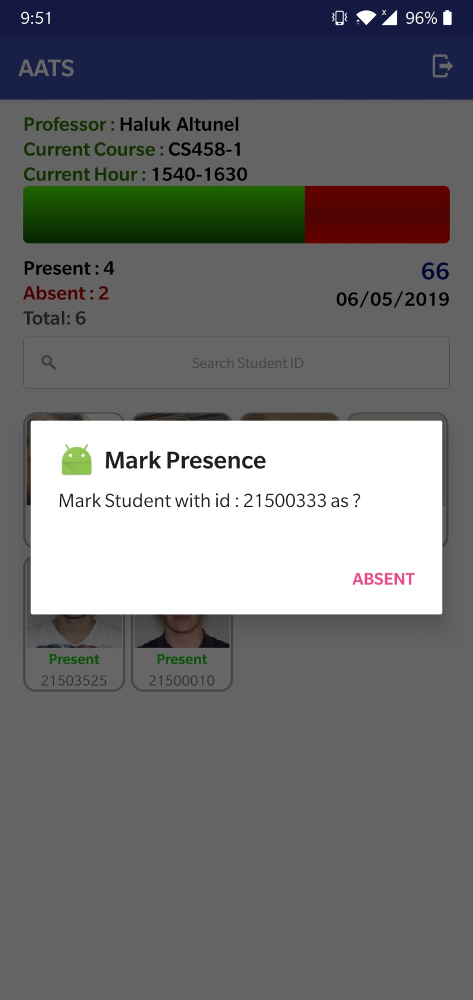 9:51
x
96%
AATS
Professor : Haluk Altunel
Current Course : CS458-1
Current Hour : 1540-1630
Present : 4
66
Absent : 2
06/05/2019
Total: 6
Search Student ID
Mark Presence
Mark Student with id : 21500333 as ?
ABSENT
Present
Present
21503525
21500010